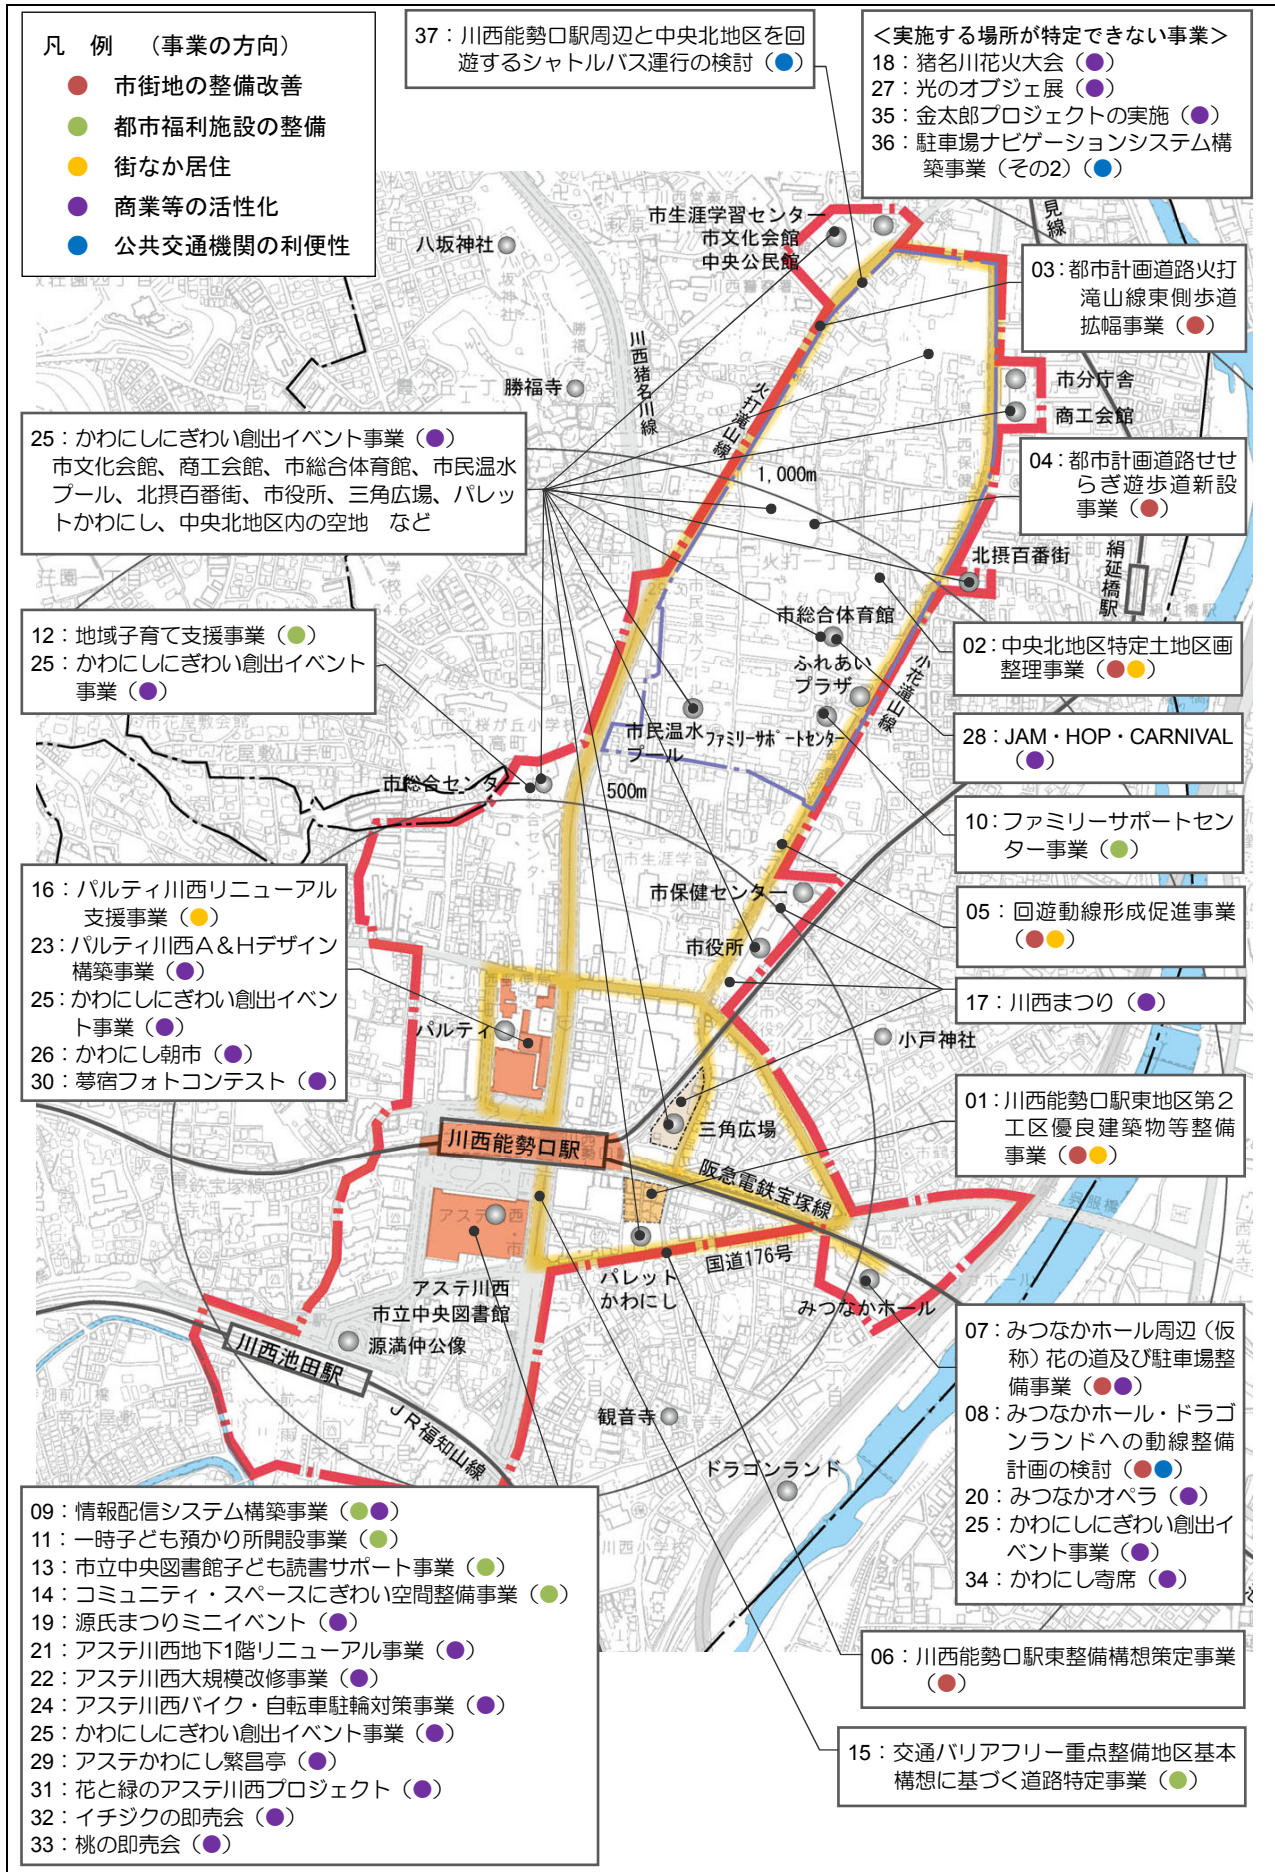 凡　例　（事業の方向）
● 市街地の整備改善
● 都市福利施設の整備
● 街なか居住
● 商業等の活性化
● 公共交通機関の利便性
37：川西能勢口駅周辺と中央北地区を回
遊するシャトルバス運行の検討（●）
＜実施する場所が特定できない事業＞
18：猪名川花火大会（●）
27：光のオブジェ展（●）
35：金太郎プロジェクトの実施（●）
36：駐車場ナビゲーションシステム構
築事業（その2）（●）
見線
市生涯学習センター
市文化会館
中央公民館
八坂神社
03：都市計画道路火打
滝山線東側歩道
拡幅事業（●）
川西猪名川線
火打滝山線
勝福寺
市分庁舎
商工会館
25：かわにしにぎわい創出イベント事業（●）
市文化会館、商工会館、市総合体育館、市民温水
プール、北摂百番街、市役所、三角広場、パレッ
トかわにし、中央北地区内の空地　など
1,000m
04：都市計画道路せせ
らぎ遊歩道新設
事業（●）
北摂百番街
絹延橋駅
12：地域子育て支援事業（●）
25：かわにしにぎわい創出イベント
事業（●）
市総合体育館
ふれあい
プラザ
小花滝山線
02：中央北地区特定土地区画
整理事業（●●）
市民温水
プール
ファミリーサポートセンター
28：JAM・HOP・CARNIVAL
（●）
市総合センター
500m
10：ファミリーサポートセン
ター事業（●）
16：パルティ川西リニューアル
支援事業（●）
23：パルティ川西A＆Hデザイン
構築事業（●）
25：かわにしにぎわい創出イベン
ト事業（●）
26：かわにし朝市（●）
30：夢宿フォトコンテスト（●）
市保健センター
05：回遊動線形成促進事業
（●●）
市役所
17：川西まつり（●）
パルティ
小戸神社
01：川西能勢口駅東地区第２
工区優良建築物等整備
事業（●●）
三角広場
川西能勢口駅
阪急電鉄宝塚線
国道176号
パレット
かわにし
アステ川西
市立中央図書館
みつなかホール
源満仲公像
川西池田駅
JR福知山線
07：みつなかホール周辺（仮
称）花の道及び駐車場整
備事業（●●）
08：みつなかホール・ドラゴ
ンランドへの動線整備
計画の検討（●●）
20：みつなかオペラ（●）
25：かわにしにぎわい創出イ
ベント事業（●）
34：かわにし寄席（●）
観音寺
ドラゴンランド
09：情報配信システム構築事業（●●）
11：一時子ども預かり所開設事業（●）
13：市立中央図書館子ども読書サポート事業（●）
14：コミュニティ・スペースにぎわい空間整備事業（●）
19：源氏まつりミニイベント（●）
21：アステ川西地下1階リニューアル事業（●）
22：アステ川西大規模改修事業（●）
24：アステ川西バイク・自転車駐輪対策事業（●）
25：かわにしにぎわい創出イベント事業（●）
29：アステかわにし繁昌亭（●）
31：花と緑のアステ川西プロジェクト（●）
32：イチジクの即売会（●）
33：桃の即売会（●）
06：川西能勢口駅東整備構想策定事業
（●）
15：交通バリアフリー重点整備地区基本
構想に基づく道路特定事業（●）